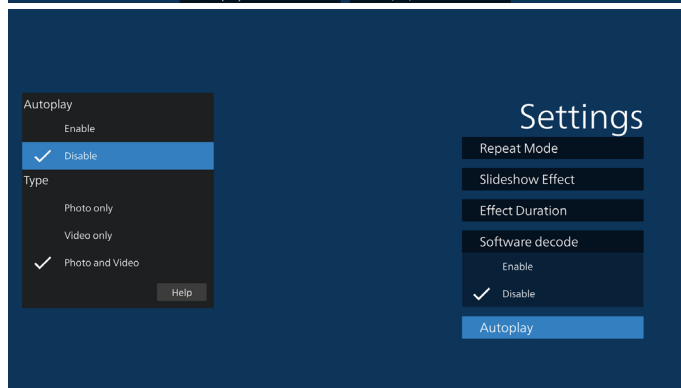 Autoplay
Enable
Disable
Type
Photo only
Video only
Photo and Video
Help
Settings
Repeat Mode
Slideshow Effect
Effect Duration
Software decode
Enable
Disable
Autoplay